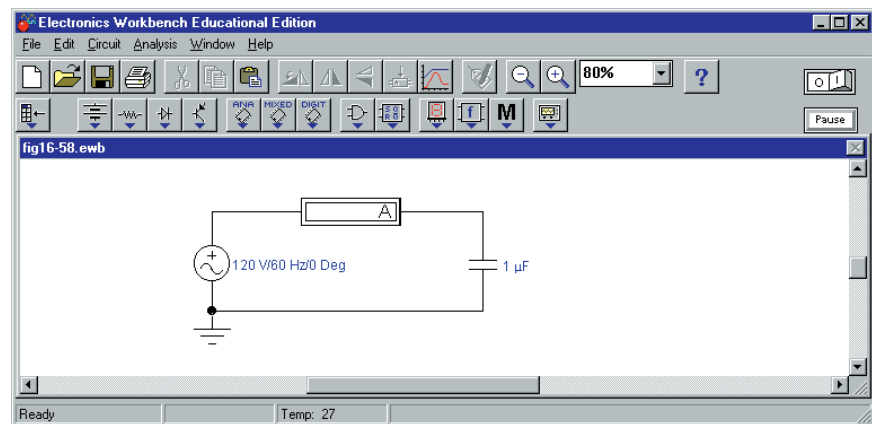 Electronics Workbench Educational Edition
File Edit Circuit Analysis Window Help
80% ?
O I
ANA MIXED DIGIT
f M
Pause
fig16-58.ewb
A
120 V/60 Hz/0 Deg
1 µF
Ready
Temp: 27